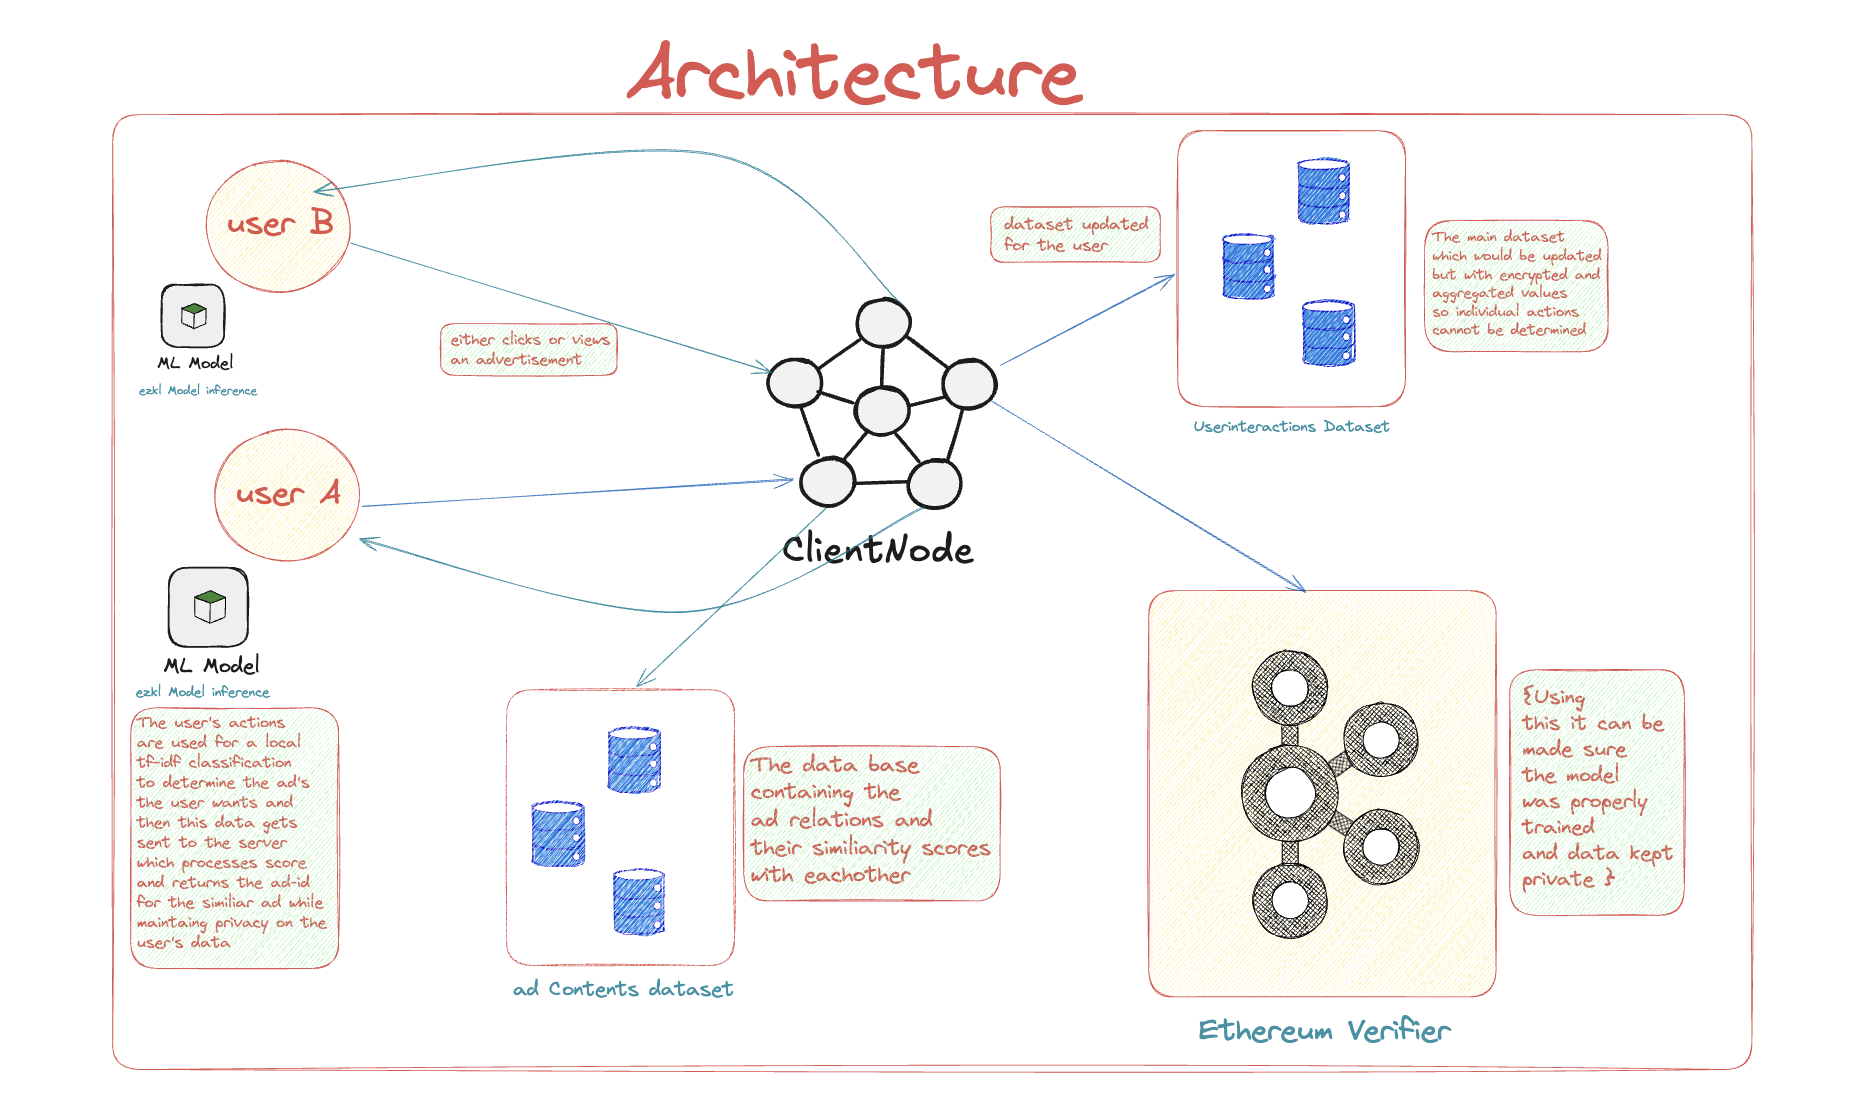 Architecture
user B
ML Model
ezkl Model inference
either clicks or views
an advertisement
dataset updated
for the user
Userinteractions Dataset
The main dataset
which would be updated
but with encrypted and
aggregated values
so individual actions
cannot be determined
user A
ML Model
ezkl Model inference
The user's actions
are used for a local
tf-idf classification
to determine the ad's
the user wants and
then this data gets
sent to the server
which processes score
and returns the ad-id
for the similiar ad while
maintaing privacy on the
user's data
ClientNode
ad Contents dataset
The data base
containing the
ad relations and
their similiarity scores
with eachother
Ethereum Verifier
{Using
this it can be
made sure
the model
was properly
trained
and data kept
private }